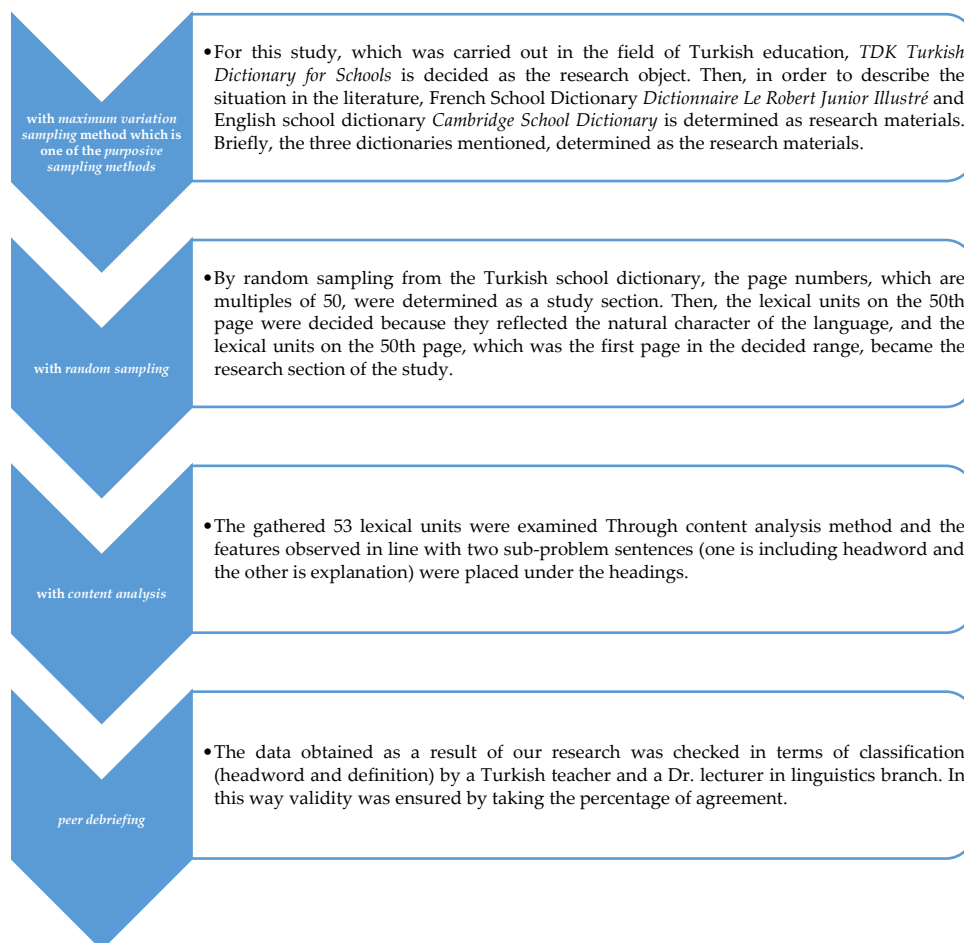 with maximum variation
sampling method which is
one of the purposive
sampling methods
•For this study, which was carried out in the field of Turkish education, TDK Turkish
Dictionary for Schools is decided as the research object. Then, in order to describe the
situation in the literature, French School Dictionary Dictionnaire Le Robert Junior Illustré and
English school dictionary Cambridge School Dictionary is determined as research materials.
Briefly, the three dictionaries mentioned, determined as the research materials.
with random sampling
•By random sampling from the Turkish school dictionary, the page numbers, which are
multiples of 50, were determined as a study section. Then, the lexical units on the 50th
page were decided because they reflected the natural character of the language, and the
lexical units on the 50th page, which was the first page in the decided range, became the
research section of the study.
with content analysis
•The gathered 53 lexical units were examined Through content analysis method and the
features observed in line with two sub-problem sentences (one is including headword and
the other is explanation) were placed under the headings.
peer debriefing
•The data obtained as a result of our research was checked in terms of classification
(headword and definition) by a Turkish teacher and a Dr. lecturer in linguistics branch. In
this way validity was ensured by taking the percentage of agreement.